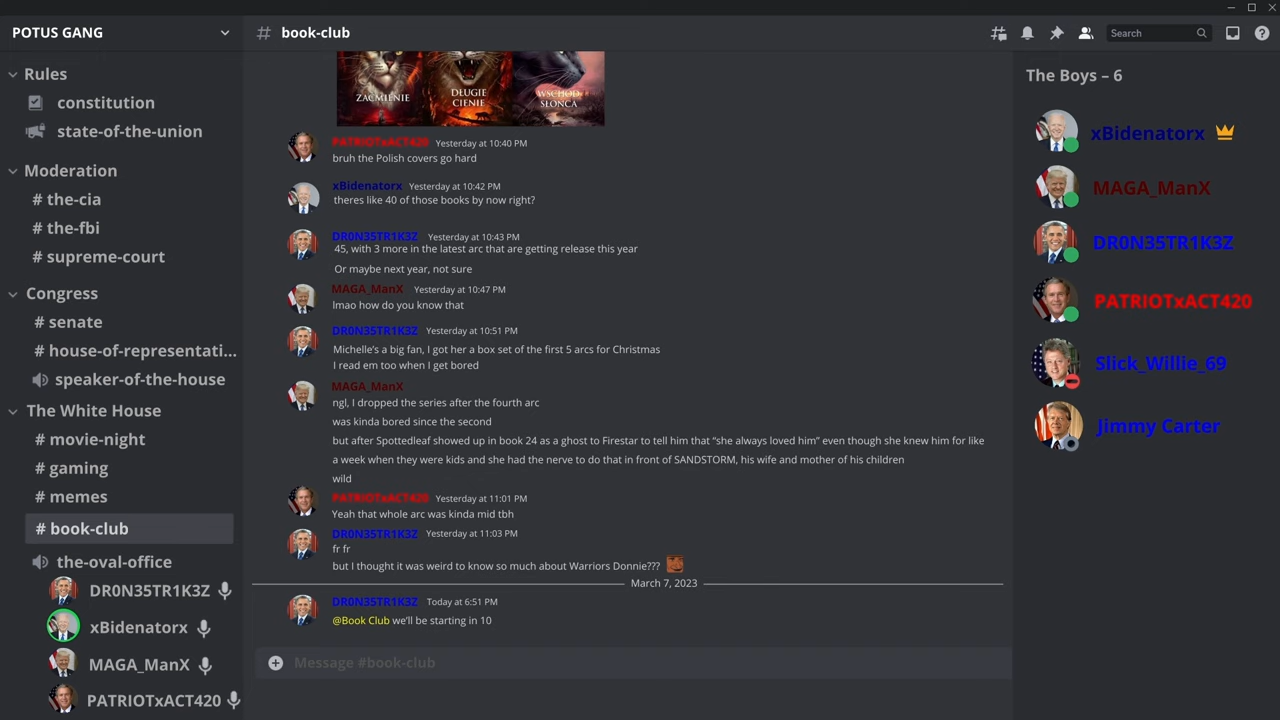 POTUS GANG
Rules
constitution
state-of-the-union
Moderation
# the-cia
# the-fbi
# supreme-court
Congress
# senate
# house-of-representati...
speaker-of-the-house
The White House
# movie-night
# gaming
# memes
# book-club
the-oval-office
DR0N35TR1K3Z
xBidenatorx
MAGA_ManX
PATRIOTxACT420
# book-club
Search
ZAĆMIENIE
DŁUGIE
CIENIE
WSCHÓD
SŁOŃCA
PATRIOTxACT420 Yesterday at 10:40 PM
bruh the Polish covers go hard
xBidenatorx Yesterday at 10:42 PM
theres like 40 of those books by now right?
DR0N35TR1K3Z Yesterday at 10:43 PM
45, with 3 more in the latest arc that are getting release this year
Or maybe next year, not sure
MAGA_ManX Yesterday at 10:47 PM
lmao how do you know that
DR0N35TR1K3Z Yesterday at 10:51 PM
Michelle's a big fan, I got her a box set of the first 5 arcs for Christmas
I read em too when I get bored
MAGA_ManX
ngl, I dropped the series after the fourth arc
was kinda bored since the second
but after Spottedleaf showed up in book 24 as a ghost to Firestar to tell him that “she always loved him” even though she knew him for like
a week when they were kids and she had the nerve to do that in front of SANDSTORM, his wife and mother of his children
wild
PATRIOTxACT420 Yesterday at 11:01 PM
Yeah that whole arc was kinda mid tbh
DR0N35TR1K3Z Yesterday at 11:03 PM
fr fr
but I thought it was weird to know so much about Warriors Donnie???
March 7, 2023
DR0N35TR1K3Z Today at 6:51 PM
@Book Club we'll be starting in 10
Message #book-club
The Boys – 6
xBidenatorx
MAGA_ManX
DR0N35TR1K3Z
PATRIOTxACT420
Slick_Willie_69
Jimmy Carter